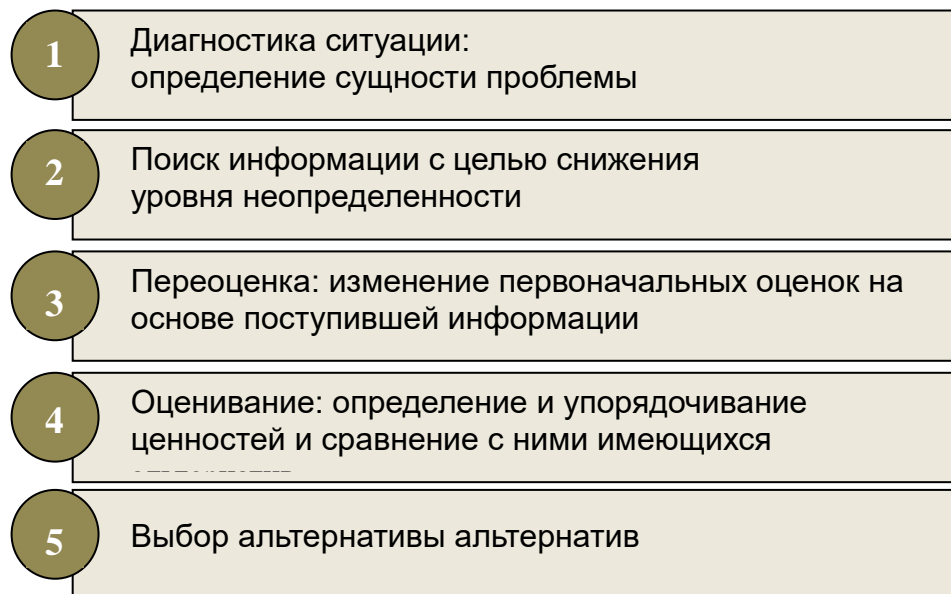 1
Диагностика ситуации:
определение сущности проблемы
2
Поиск информации с целью снижения
уровня неопределенности
3
Переоценка: изменение первоначальных оценок на
основе поступившей информации
4
Оценивание: определение и упорядочивание
ценностей и сравнение с ними имеющихся
5
Выбор альтернативы альтернатив